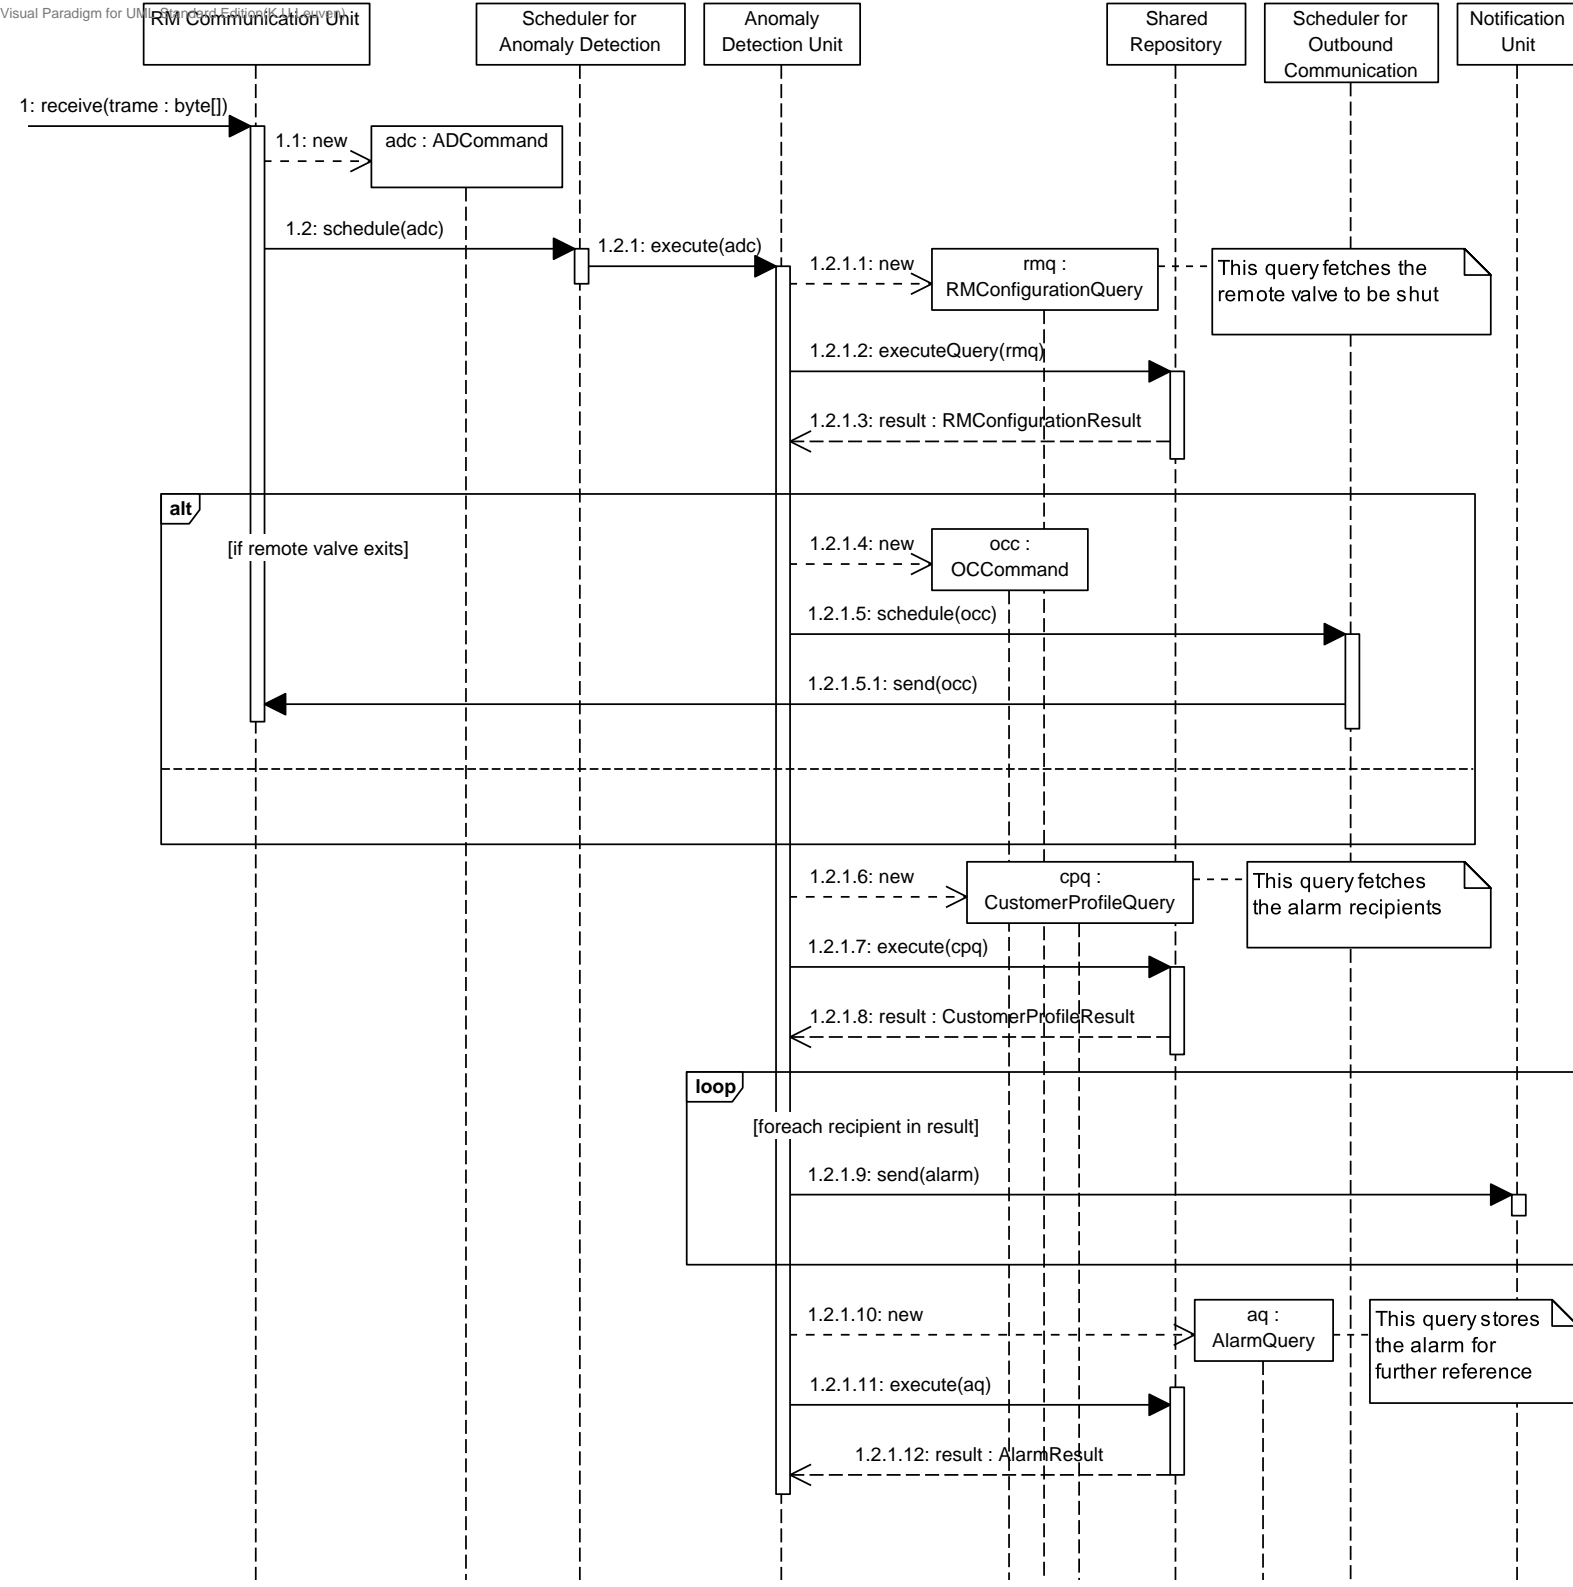 Visual Paradigm for UML Standard Edition(K.U.Leuven)
RM Communication Unit
Scheduler for
Anomaly Detection
Anomaly
Detection Unit
Shared
Repository
Scheduler for
Outbound
Communication
Notification
Unit
1: receive(trame : byte[])
1.1: new
adc : ADCommand
1.2: schedule(adc)
1.2.1: execute(adc)
1.2.1.1: new
rmq :
RMConfigurationQuery
This query fetches the
remote valve to be shut
1.2.1.2: executeQuery(rmq)
1.2.1.3: result : RMConfigurationResult
alt
[if remote valve exits]
1.2.1.4: new
occ :
OCCommand
1.2.1.5: schedule(occ)
1.2.1.5.1: send(occ)
1.2.1.6: new
cpq :
CustomerProfileQuery
This query fetches
the alarm recipients
1.2.1.7: execute(cpq)
1.2.1.8: result : CustomerProfileResult
loop
[foreach recipient in result]
1.2.1.9: send(alarm)
1.2.1.10: new
aq :
AlarmQuery
This query stores
the alarm for
further reference
1.2.1.11: execute(aq)
1.2.1.12: result : AlarmResult